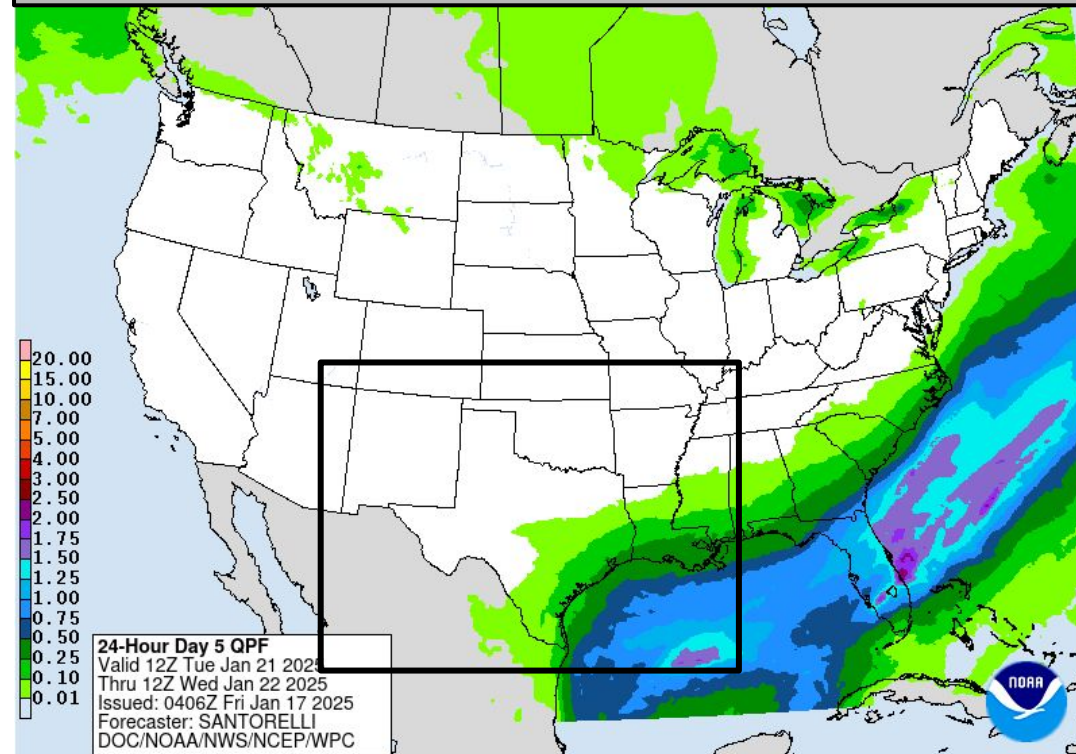 20.00
15.00
10.00
7.00
5.00
4.00
3.00
2.50
2.00
1.75
1.50
1.25
1.00
0.75
0.50
0.25
0.10
0.01
24-Hour Day 5 QPF
Valid 12Z Tue Jan 21 2025
Thru 12Z Wed Jan 22 2025
Issued: 0406Z Fri Jan 17 2025
Forecaster: SANTORELLI
DOC/NOAA/NWS/NCEP/WPC
NOAA